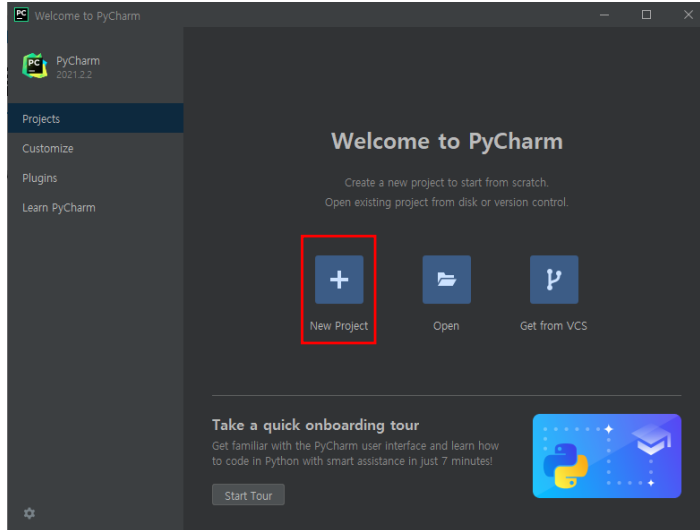 PC Welcome to PyCharm
PC PyCharm
2021.2.2
Projects
Customize
Plugins
Learn PyCharm
Welcome to PyCharm
Create a new project to start from scratch.
Open existing project from disk or version control.
New Project
Open
Get from VCS
Take a quick onboarding tour
Get familiar with the PyCharm user interface and learn how
to code in Python with smart assistance in just 7 minutes!
Start Tour